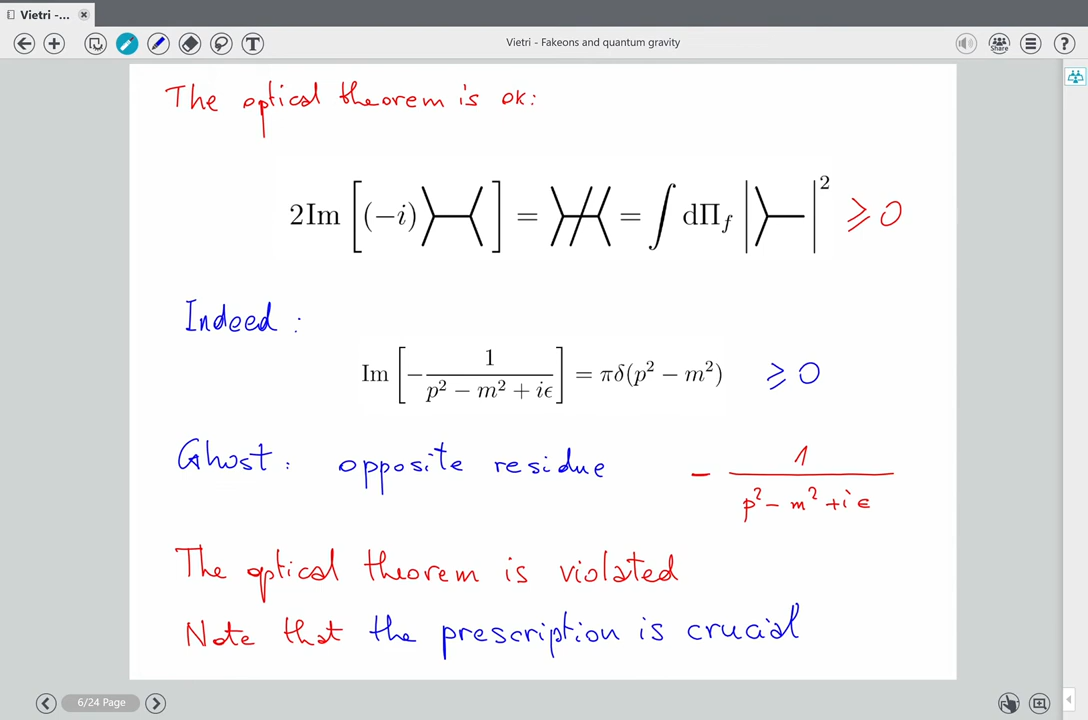 Vietri -...
Vietri - Fakeons and quantum gravity
Share
The optical theorem is ok:
2Im [(−i) ] = = ∫ dΠ_f | |² ⩾ 0
Indeed :
Im [ − 1 / (p² − m² + iϵ) ] = πδ(p² − m²) ⩾ 0
Ghost : opposite residue − 1 / (p² − m² + iϵ)
The optical theorem is violated
Note that the prescription is crucial
6/24 Page